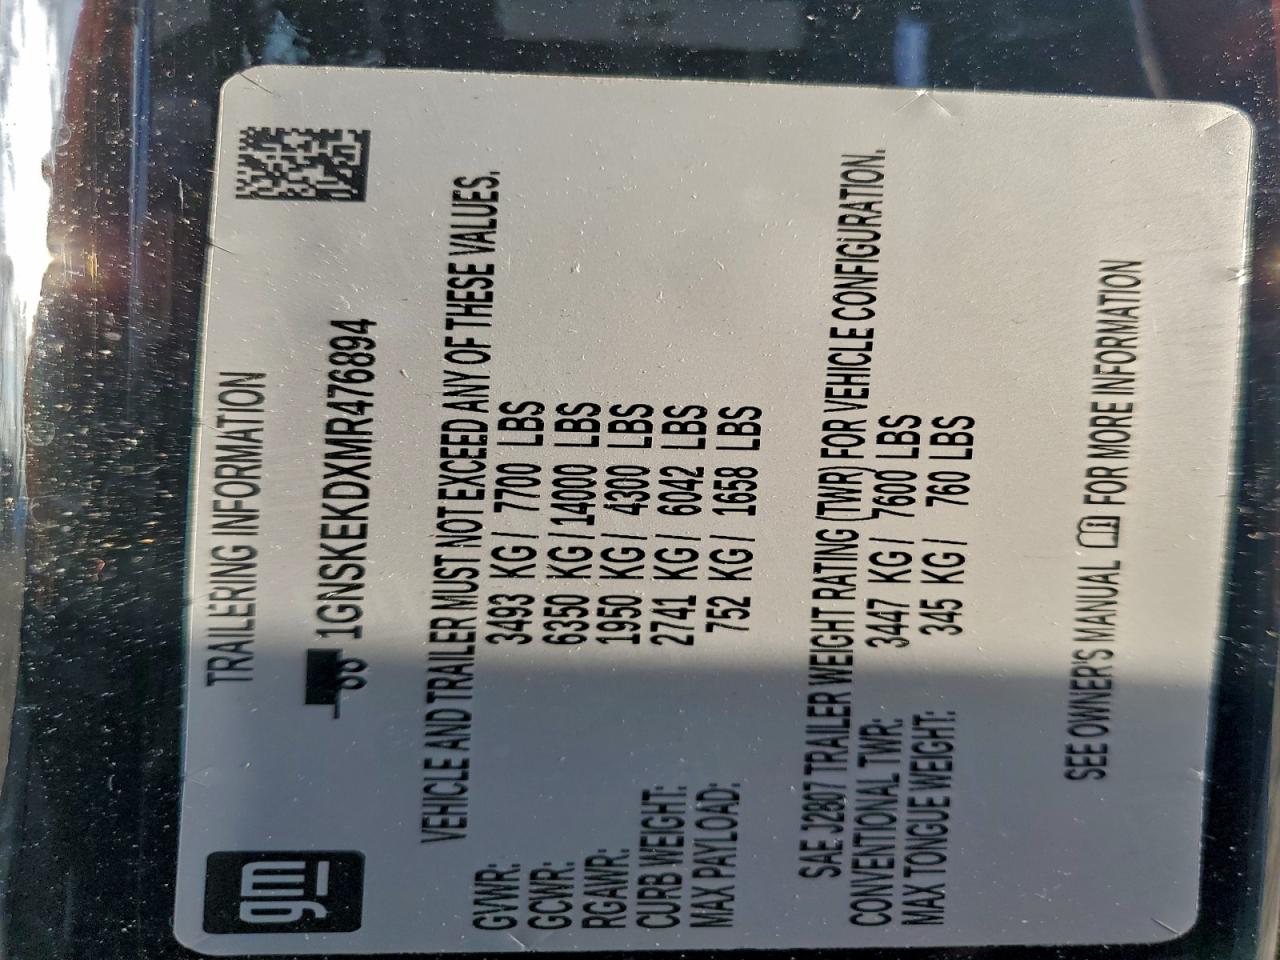 gm
TRAILERING INFORMATION
1GNSKEKDXMR476894
VEHICLE AND TRAILER MUST NOT EXCEED ANY OF THESE VALUES.
GVWR: 3493 KG / 7700 LBS
GCWR: 6350 KG / 14000 LBS
RGAWR: 1950 KG / 4300 LBS
CURB WEIGHT: 2741 KG / 6042 LBS
MAX PAYLOAD: 752 KG / 1658 LBS
SAE J2807 TRAILER WEIGHT RATING (TWR) FOR VEHICLE CONFIGURATION.
CONVENTIONAL TWR: 3447 KG / 7600 LBS
MAX TONGUE WEIGHT: 345 KG / 760 LBS
SEE OWNER'S MANUAL FOR MORE INFORMATION